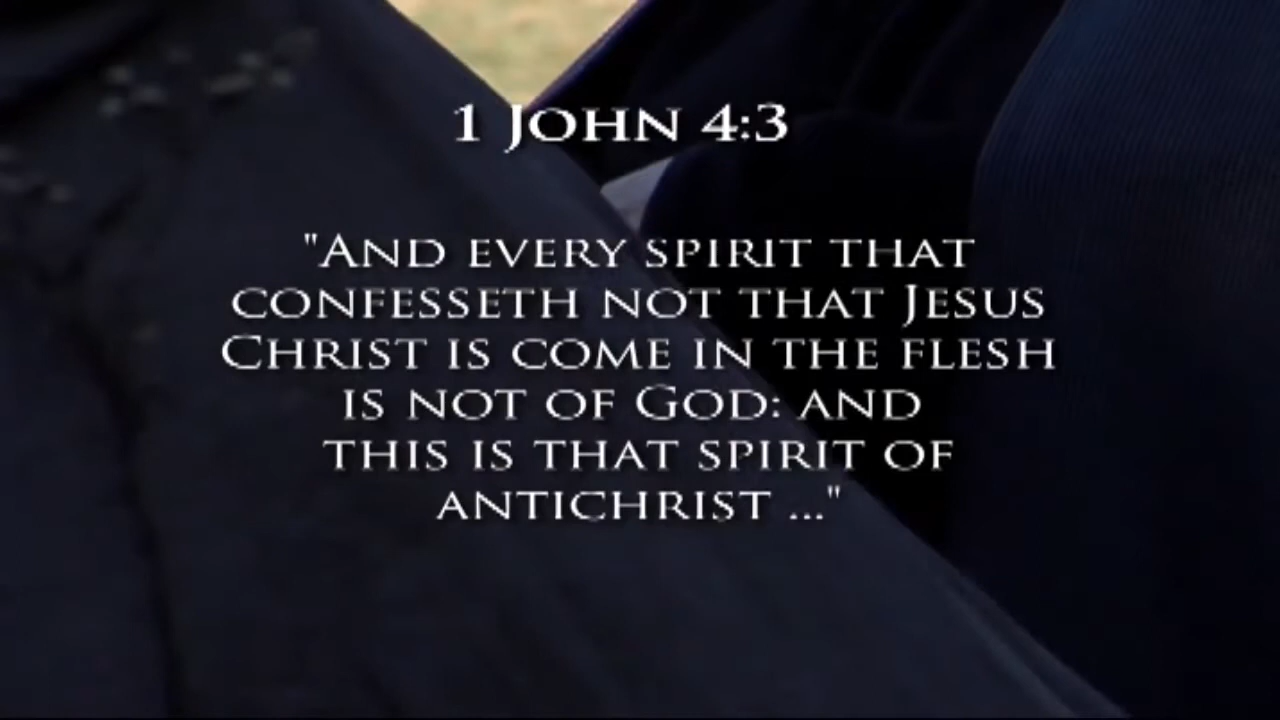 1 John 4:3
"And every spirit that
confesseth not that Jesus
Christ is come in the flesh
is not of God: and
this is that spirit of
antichrist ..."